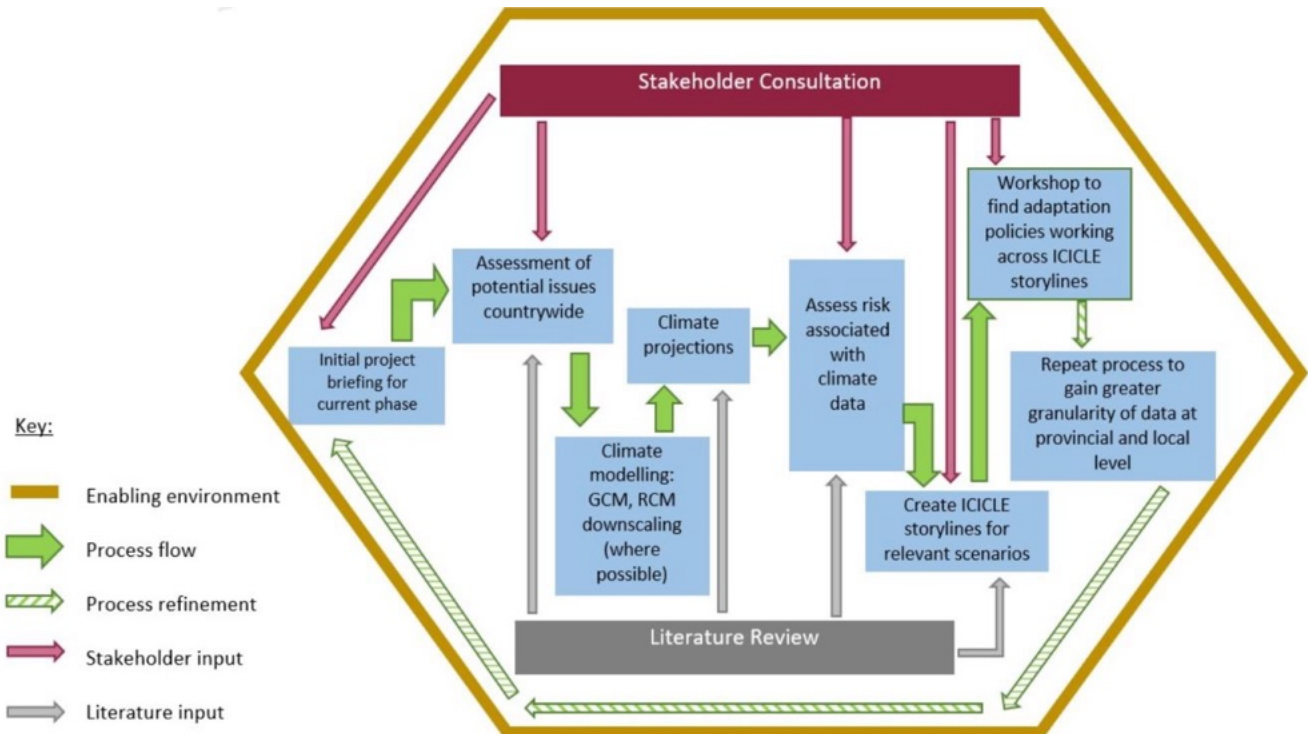 Stakeholder Consultation
Workshop to
find adaptation
policies working
across ICICLE
storylines
Assessment of
potential issues
countrywide
Climate
projections
Assess risk
associated
with
climate
data
Initial project
briefing for
current phase
Repeat process to
gain greater
granularity of data at
provincial and local
level
Climate
modelling:
GCM, RCM
downscaling
(where
possible)
Create ICICLE
storylines for
relevant scenarios
Literature Review
Key:
Enabling environment
Process flow
Process refinement
Stakeholder input
Literature input